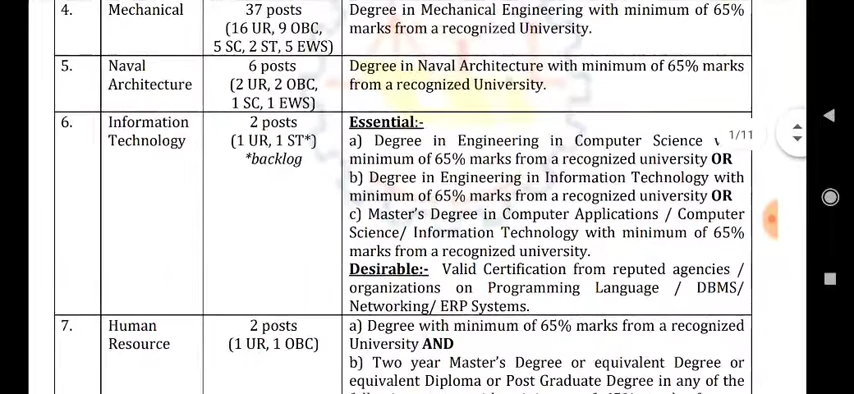 4. Mechanical 37 posts Degree in Mechanical Engineering with minimum of 65%
(16 UR, 9 OBC, marks from a recognized University.
5 SC, 2 ST, 5 EWS)
5. Naval 6 posts Degree in Naval Architecture with minimum of 65% marks
Architecture (2 UR, 2 OBC, from a recognized University.
1 SC, 1 EWS)
6. Information 2 posts Essential:-
Technology (1 UR, 1 ST*) a) Degree in Engineering in Computer Science
*backlog minimum of 65% marks from a recognized university OR
b) Degree in Engineering in Information Technology with
minimum of 65% marks from a recognized university OR
c) Master's Degree in Computer Applications / Computer
Science/ Information Technology with minimum of 65%
marks from a recognized university.
Desirable:- Valid Certification from reputed agencies /
organizations on Programming Language / DBMS/
Networking/ ERP Systems.
7. Human 2 posts a) Degree with minimum of 65% marks from a recognized
Resource (1 UR, 1 OBC) University AND
b) Two year Master's Degree or equivalent Degree or
equivalent Diploma or Post Graduate Degree in any of the
1/11